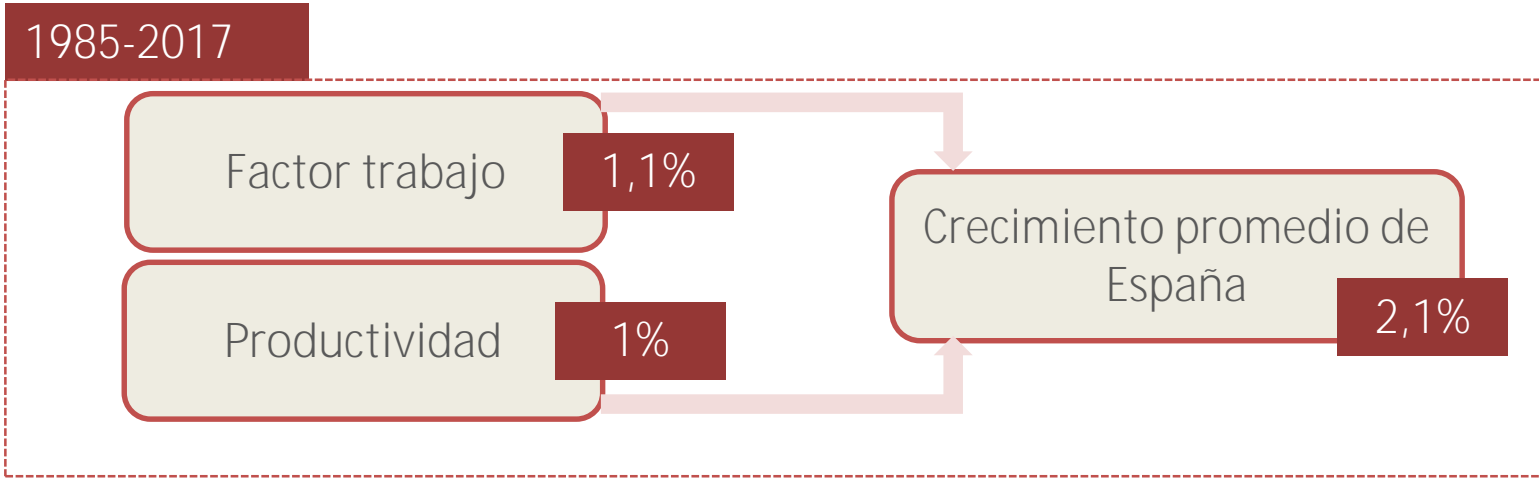 1985-2017
Factor trabajo
1,1%
Productividad
1%
Crecimiento promedio de
España
2,1%